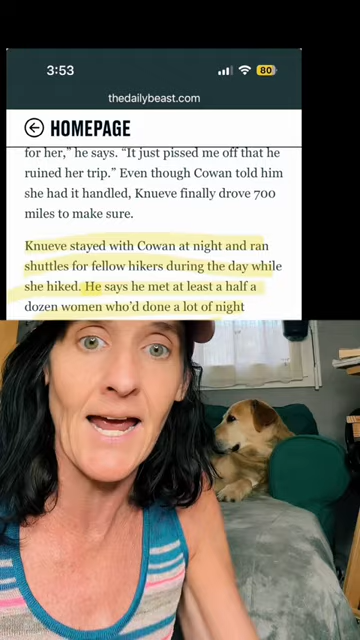 3:53
80
thedailybeast.com
HOMEPAGE
for her,” he says. “It just pissed me off that he
ruined her trip.” Even though Cowan told him
she had it handled, Knueve finally drove 700
miles to make sure.
Knueve stayed with Cowan at night and ran
shuttles for fellow hikers during the day while
she hiked. He says he met at least a half a
dozen women who’d done a lot of night